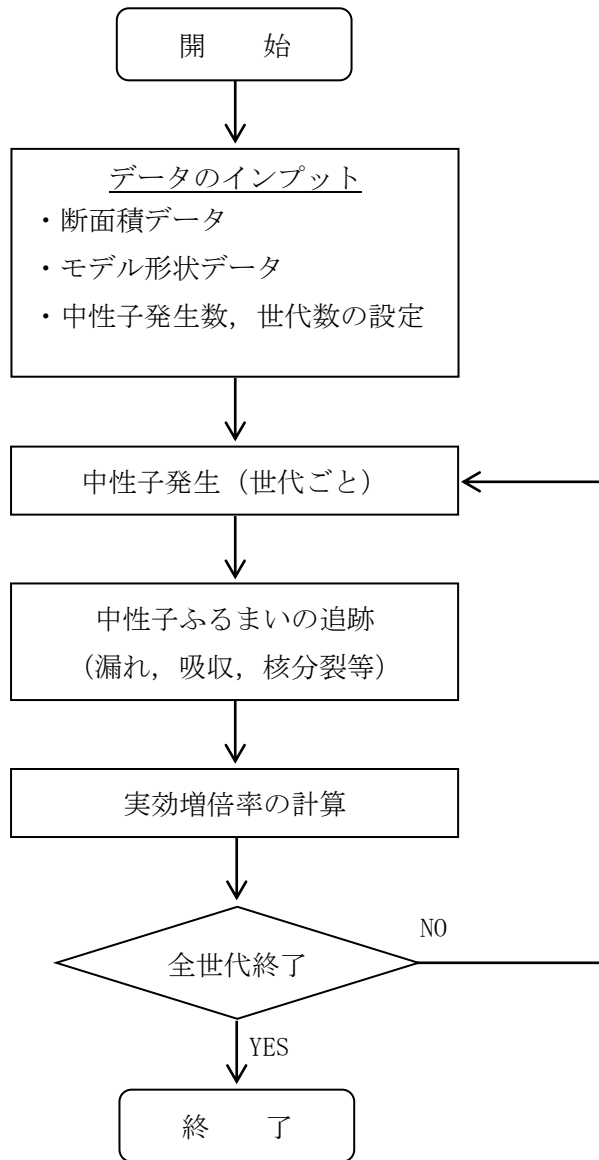 開　　始
データのインプット
・断面積データ
・モデル形状データ
・中性子発生数，世代数の設定
中性子発生（世代ごと）
中性子ふるまいの追跡
（漏れ，吸収，核分裂等）
実効増倍率の計算
全世代終了
NO
YES
終　　了